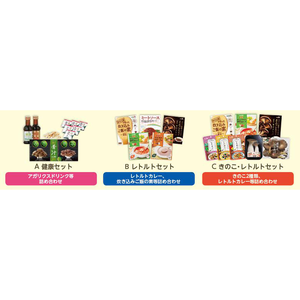 A 健康セット
アガリクスドリンク等
詰め合わせ
B レトルトセット
レトルトカレー、
炊き込みご飯の素等詰め合わせ
C きのこ・レトルトセット
きのこ2種類、
レトルトカレー等詰め合わせ